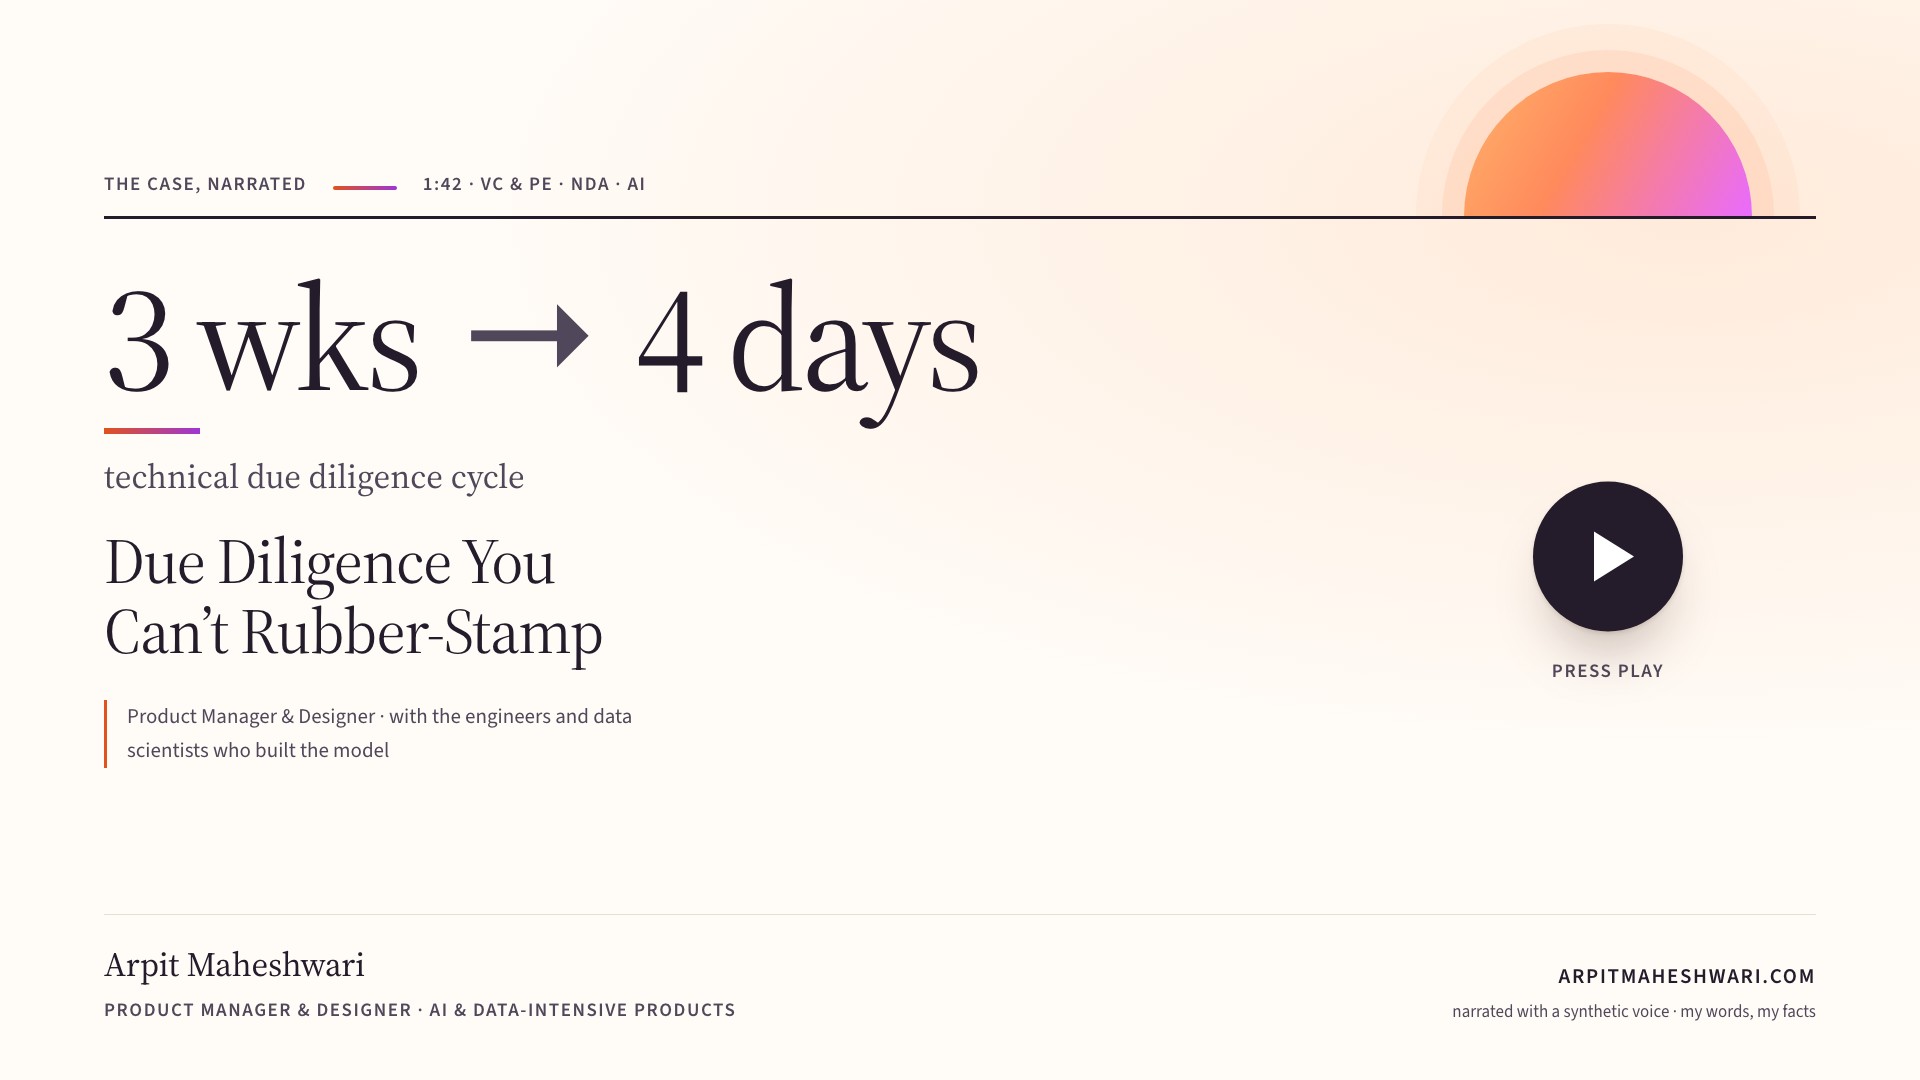 THE CASE, NARRATED 1:42 · VC & PE · NDA · AI
3 wks → 4 days
technical due diligence cycle
Due Diligence You
Can’t Rubber-Stamp
Product Manager & Designer · with the engineers and data
scientists who built the model
PRESS PLAY
Arpit Maheshwari
PRODUCT MANAGER & DESIGNER · AI & DATA-INTENSIVE PRODUCTS
ARPITMAHESHWARI.COM
narrated with a synthetic voice · my words, my facts